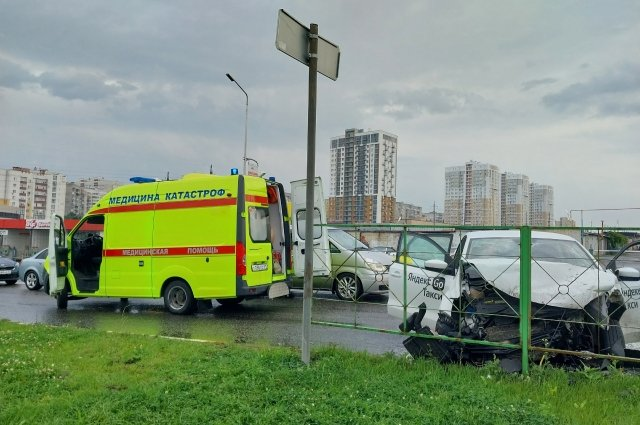 МЕДИЦИНА КАТАСТРОФ
МЕДИЦИНСКАЯ ПОМОЩЬ
Яндекс GO
Такси